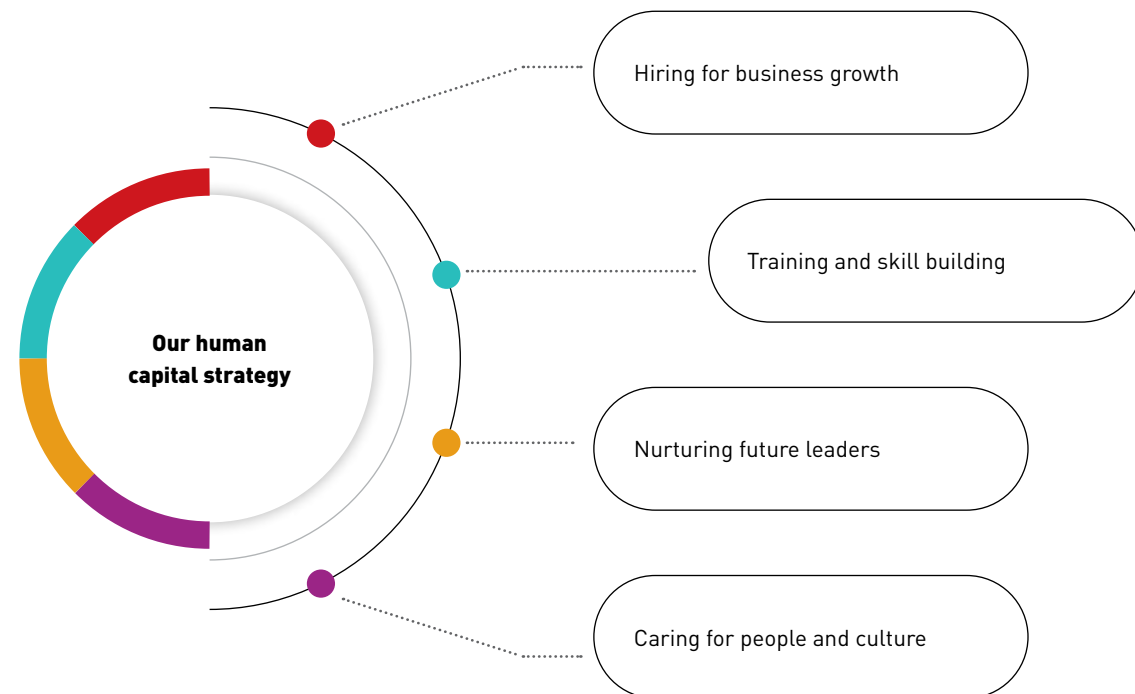 Hiring for business growth
Training and skill building
Our human
capital strategy
Nurturing future leaders
Caring for people and culture